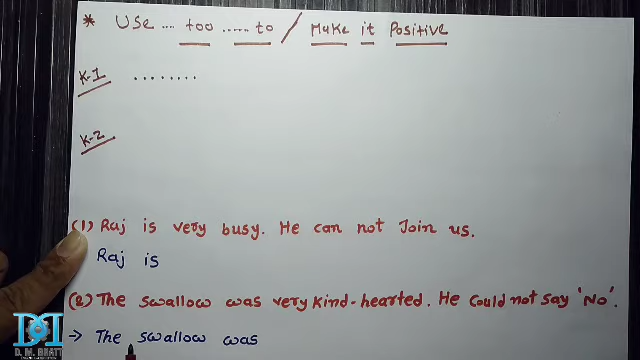 * Use .... too ...... to / Make it Positive
K-1 ........
K-2
(1) Raj is very busy. He can not Join us.
Raj is
(2) The swallow was very kind-hearted. He could not say 'No'.
→ The swallow was
D. M. BHATI